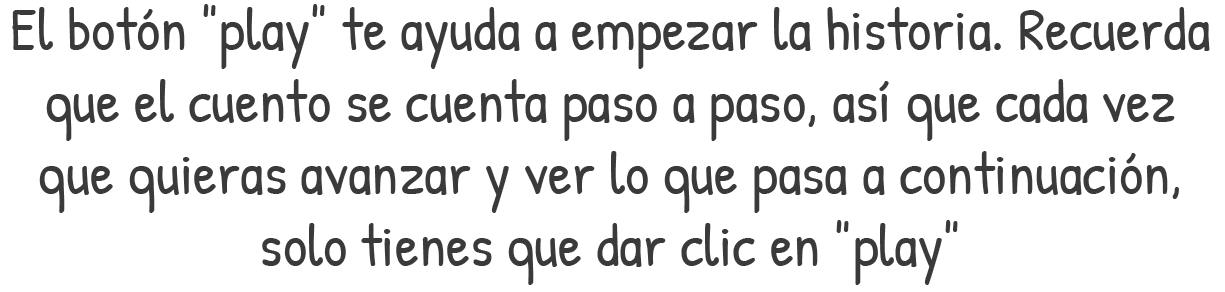 El botón "play" te ayuda a empezar la historia. Recuerda
que el cuento se cuenta paso a paso, así que cada vez
que quieras avanzar y ver lo que pasa a continuación,
solo tienes que dar clic en "play"